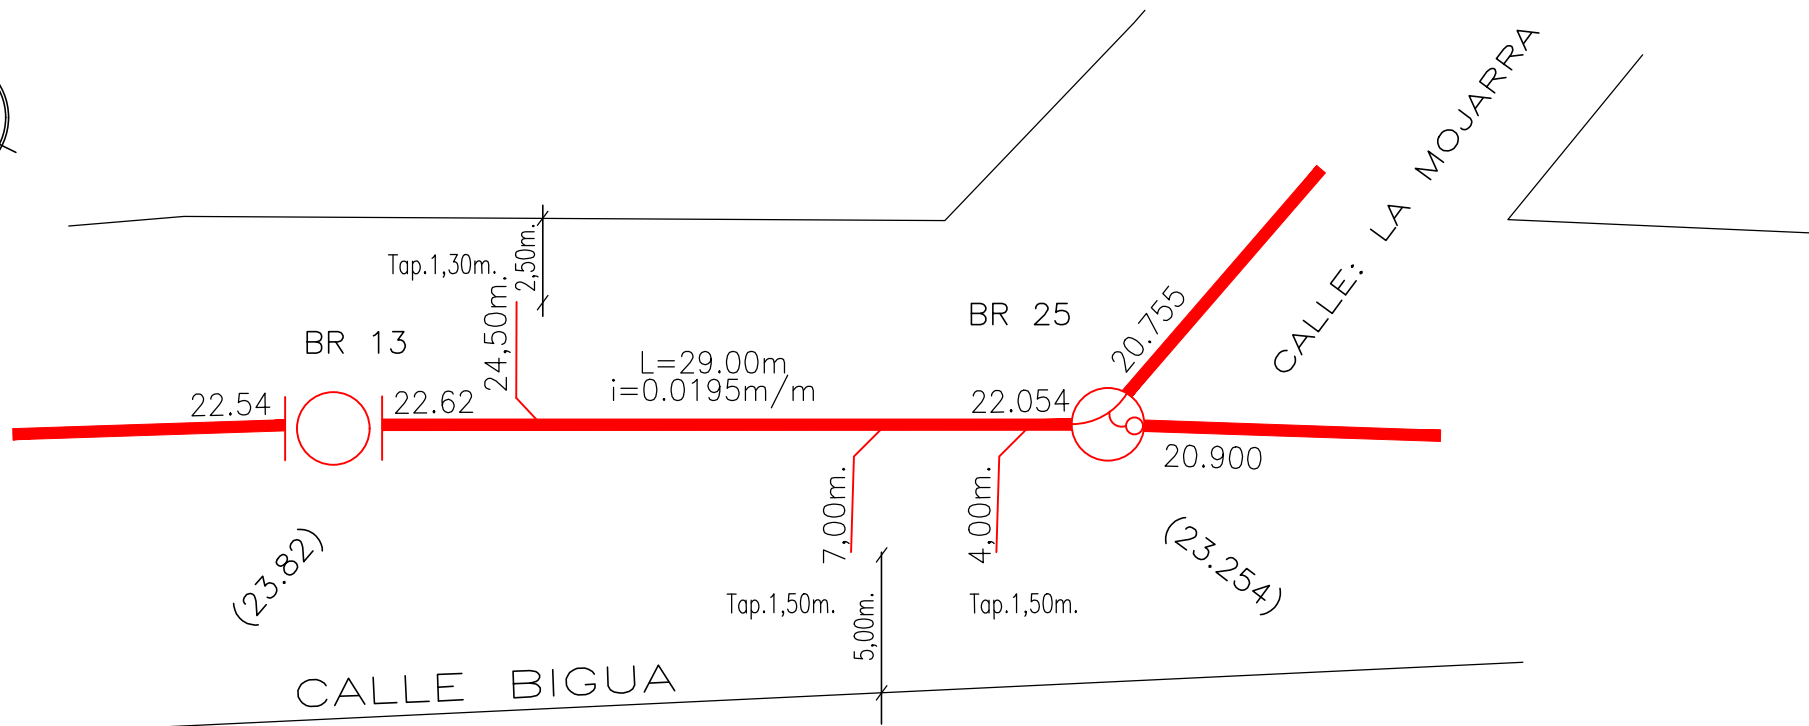 CALLE: LA MOJARRA
Tap.1,30m.
2,50m.
24,50m.
BR 13
BR 25
20.755
L=29.00m
i=0.0195m/m
22.54
22.62
22.054
20.900
7,00m.
4,00m.
(23.82)
(23.254)
Tap.1,50m.
5,00m.
Tap.1,50m.
CALLE BIGUA